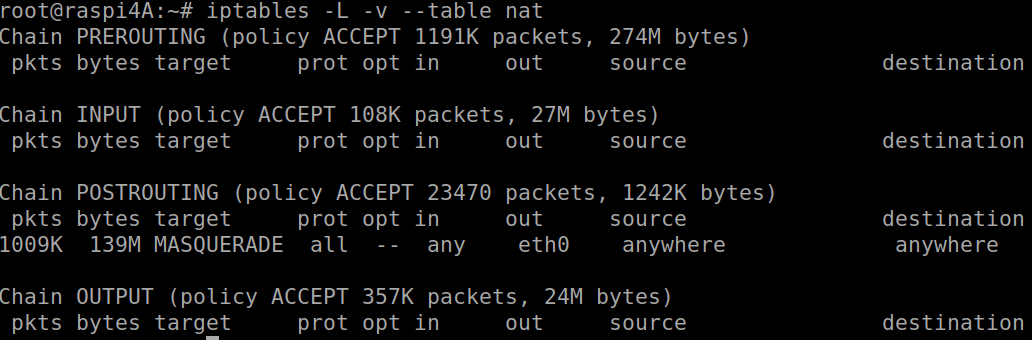 root@raspi4A:~# iptables -L -v --table nat
Chain PREROUTING (policy ACCEPT 1191K packets, 274M bytes)
 pkts bytes target     prot opt in     out     source               destination

Chain INPUT (policy ACCEPT 108K packets, 27M bytes)
 pkts bytes target     prot opt in     out     source               destination

Chain POSTROUTING (policy ACCEPT 23470 packets, 1242K bytes)
 pkts bytes target     prot opt in     out     source               destination
1009K  139M MASQUERADE  all  --  any    eth0    anywhere             anywhere

Chain OUTPUT (policy ACCEPT 357K packets, 24M bytes)
 pkts bytes target     prot opt in     out     source               destination